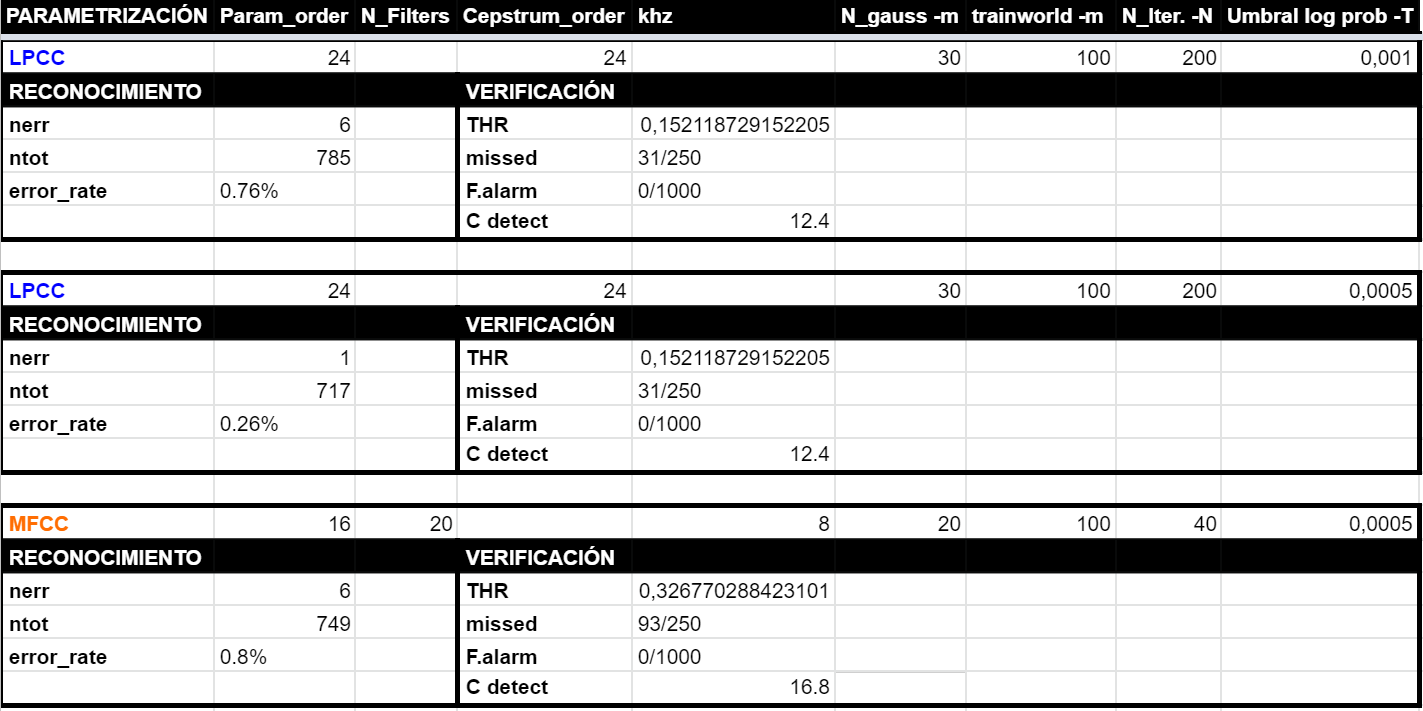 PARAMETRIZACIÓN Param_order N_Filters Cepstrum_order khz N_gauss -m trainworld -m N_Iter. -N Umbral log prob -T
LPCC 24 24 30 100 200 0,001
RECONOCIMIENTO VERIFICACIÓN
nerr 6 THR 0,152118729152205
ntot 785 missed 31/250
error_rate 0.76% F.alarm 0/1000
C detect 12.4
LPCC 24 24 30 100 200 0,0005
RECONOCIMIENTO VERIFICACIÓN
nerr 1 THR 0,152118729152205
ntot 717 missed 31/250
error_rate 0.26% F.alarm 0/1000
C detect 12.4
MFCC 16 20 8 20 100 40 0,0005
RECONOCIMIENTO VERIFICACIÓN
nerr 6 THR 0,326770288423101
ntot 749 missed 93/250
error_rate 0.8% F.alarm 0/1000
C detect 16.8